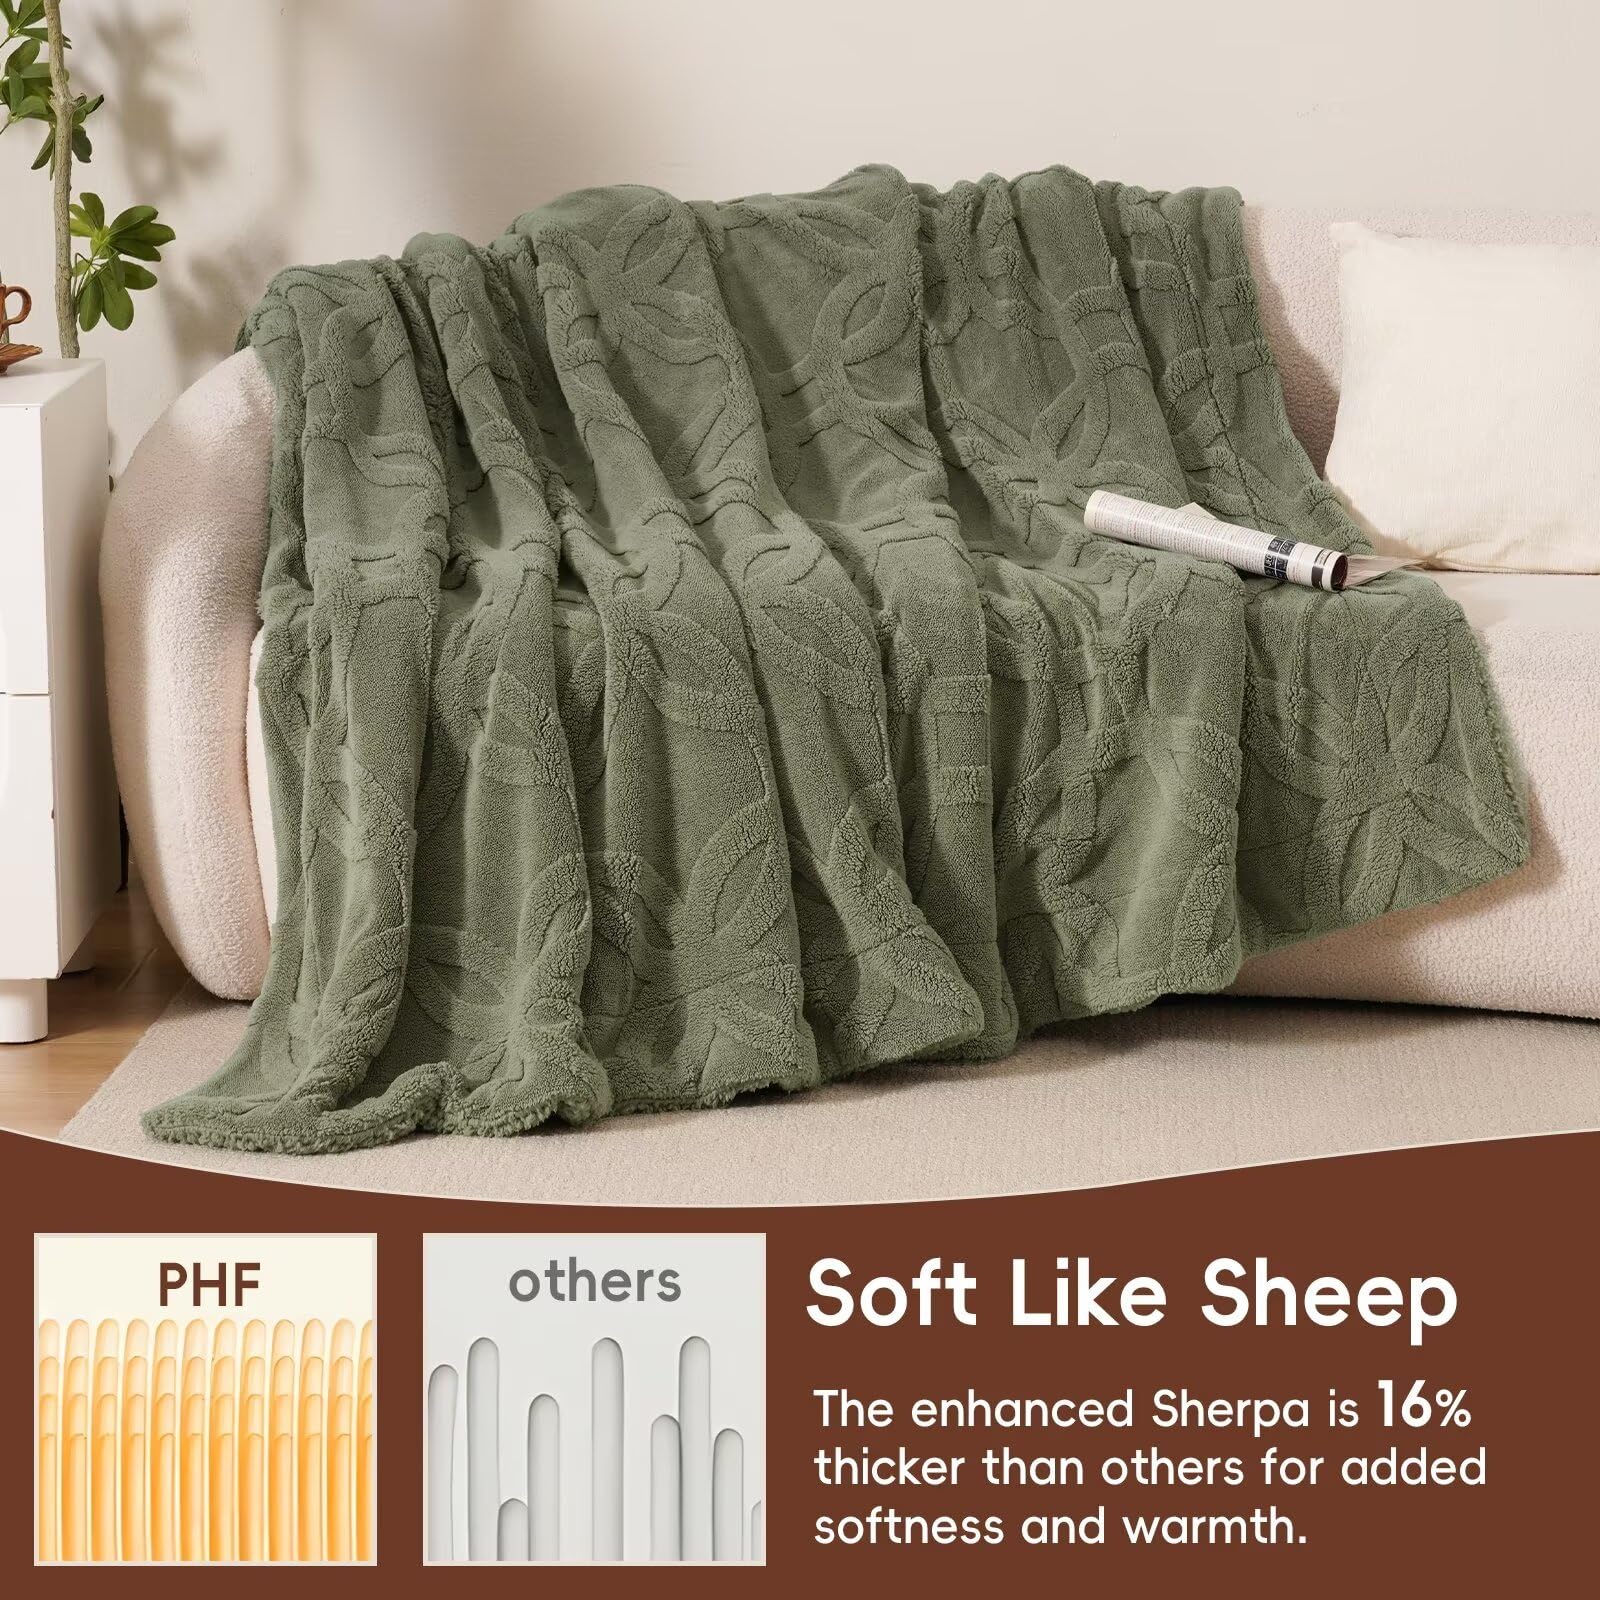 PHF
others
Soft Like Sheep
The enhanced Sherpa is 16%
thicker than others for added
softness and warmth.